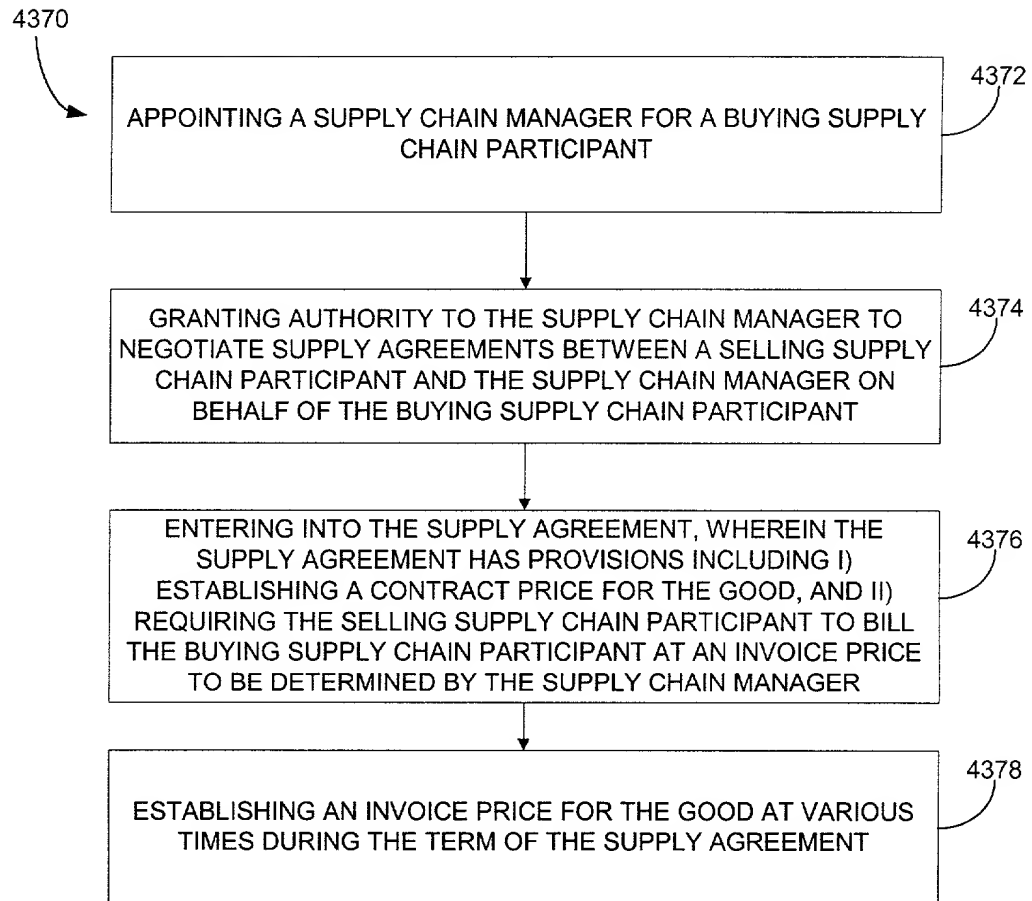 4370
4372
APPOINTING A SUPPLY CHAIN MANAGER FOR A BUYING SUPPLY
CHAIN PARTICIPANT
4374
GRANTING AUTHORITY TO THE SUPPLY CHAIN MANAGER TO
NEGOTIATE SUPPLY AGREEMENTS BETWEEN A SELLING SUPPLY
CHAIN PARTICIPANT AND THE SUPPLY CHAIN MANAGER ON
BEHALF OF THE BUYING SUPPLY CHAIN PARTICIPANT
4376
ENTERING INTO THE SUPPLY AGREEMENT, WHEREIN THE
SUPPLY AGREEMENT HAS PROVISIONS INCLUDING I)
ESTABLISHING A CONTRACT PRICE FOR THE GOOD, AND II)
REQUIRING THE SELLING SUPPLY CHAIN PARTICIPANT TO BILL
THE BUYING SUPPLY CHAIN PARTICIPANT AT AN INVOICE PRICE
TO BE DETERMINED BY THE SUPPLY CHAIN MANAGER
4378
ESTABLISHING AN INVOICE PRICE FOR THE GOOD AT VARIOUS
TIMES DURING THE TERM OF THE SUPPLY AGREEMENT